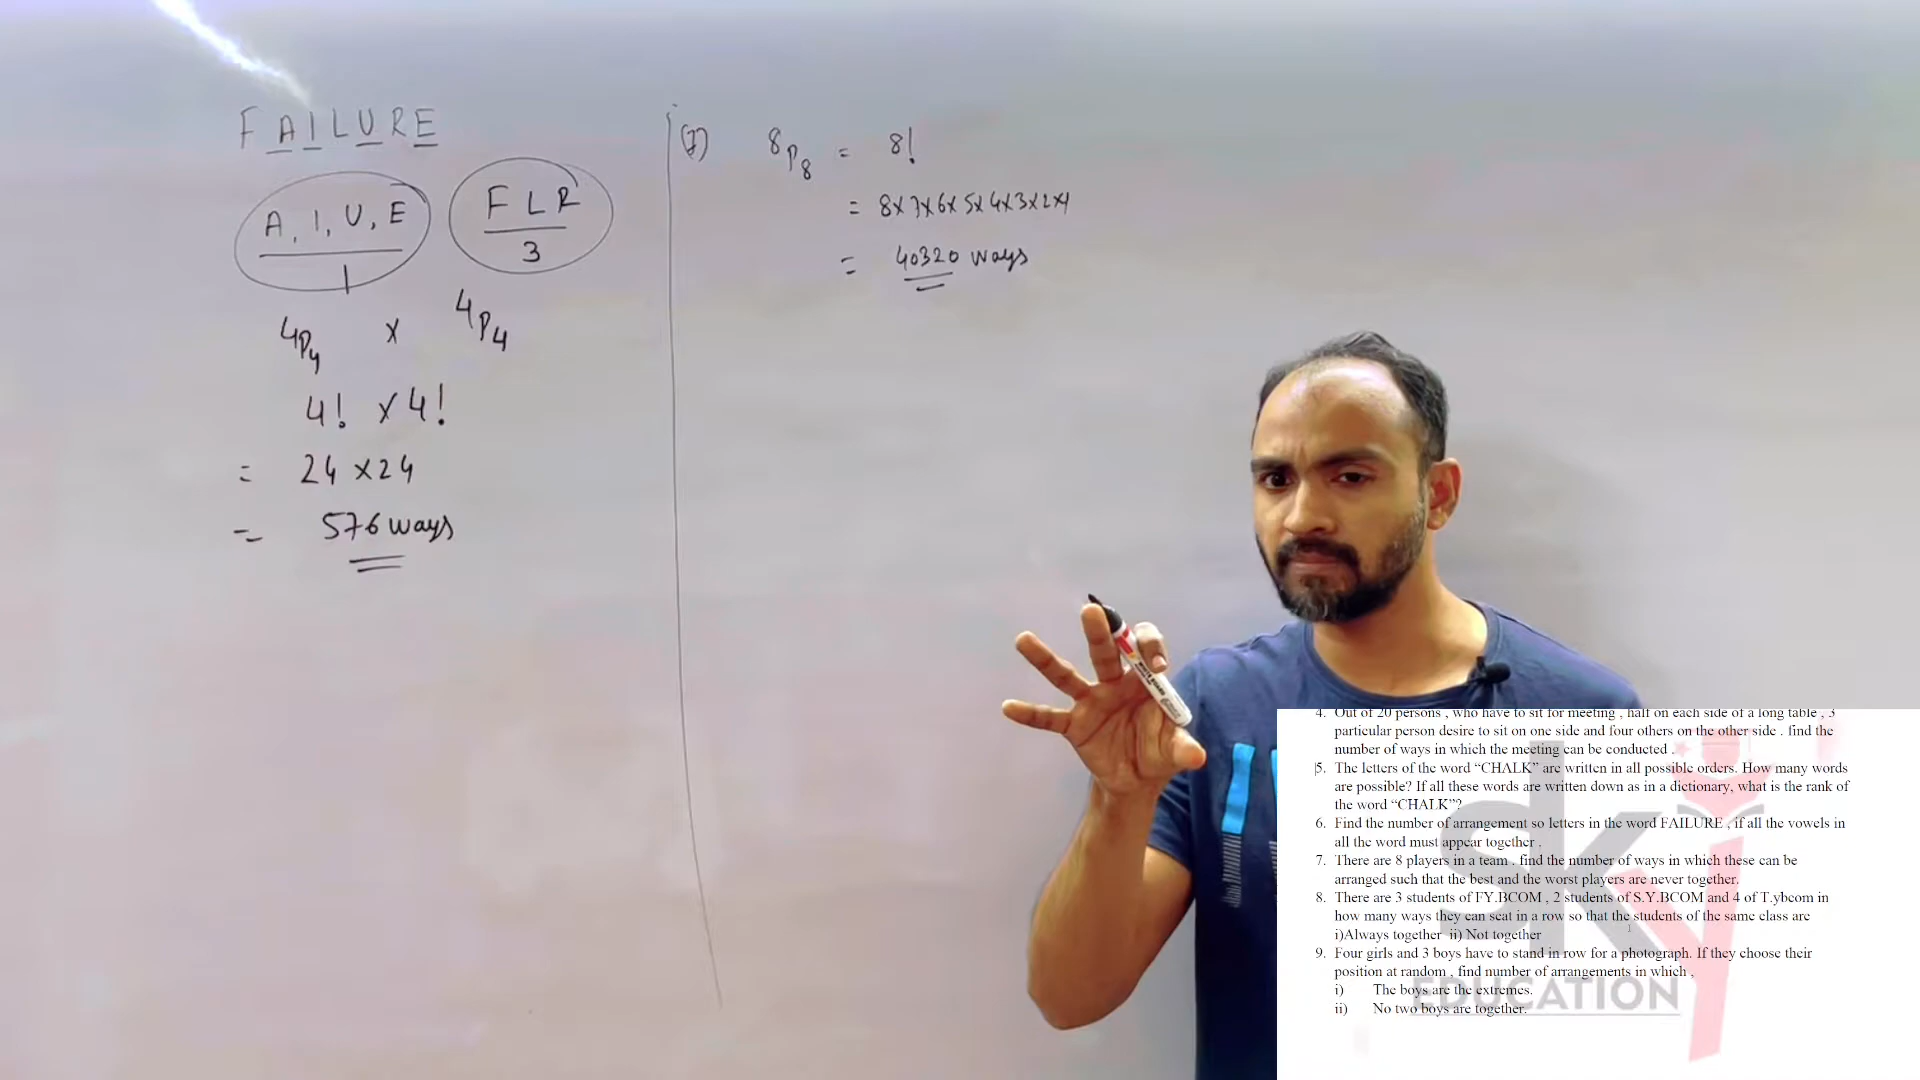 FAILURE
A, I, U, E
1
F L R
3
4P4 x 4P4
4! x 4!
= 24 x 24
= 576 ways
8P8 = 8!
= 8x7x6x5x4x3x2x1
= 40320 ways
4. Out of 20 persons , who have to sit for meeting , half on each side of a long table , 3
particular person desire to sit on one side and four others on the other side . find the
number of ways in which the meeting can be conducted .
5. The letters of the word “CHALK” are written in all possible orders. How many words
are possible? If all these words are written down as in a dictionary, what is the rank of
the word “CHALK”?
6. Find the number of arrangement so letters in the word FAILURE , if all the vowels in
all the word must appear together .
7. There are 8 players in a team . find the number of ways in which these can be
arranged such that the best and the worst players are never together.
8. There are 3 students of FY.BCOM , 2 students of S.Y.BCOM and 4 of T.ybcom in
how many ways they can seat in a row so that the students of the same class are
i)Always together ii) Not together
9. Four girls and 3 boys have to stand in row for a photograph. If they choose their
position at random , find number of arrangements in which ,
i) The boys are the extremes.
ii) No two boys are together.
sky
EDUCATION